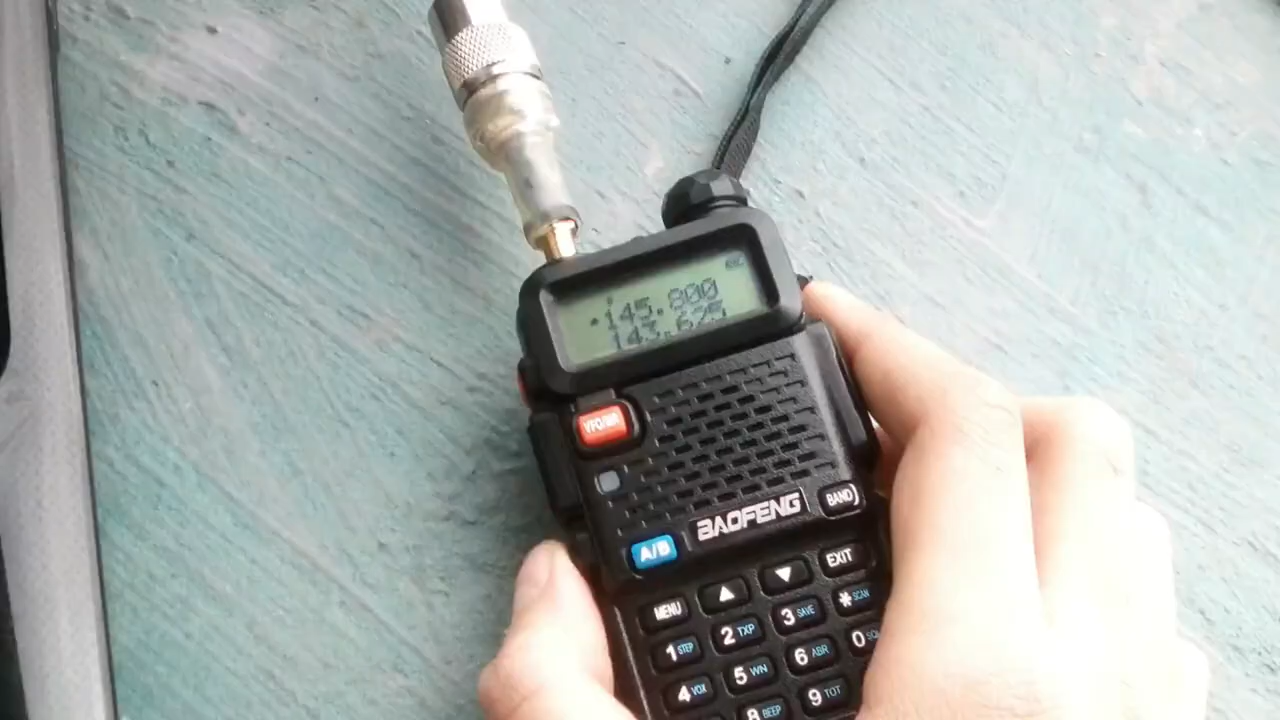 145.800
143.625
VFO/MR
BAOFENG
BAND
A/B
MENU ▲ ▼ EXIT
1 STEP 2 TXP 3 SAVE * SCAN
4 VOX 5 WN 6 ABR 0 SQL
8 BEEP 9 TOT